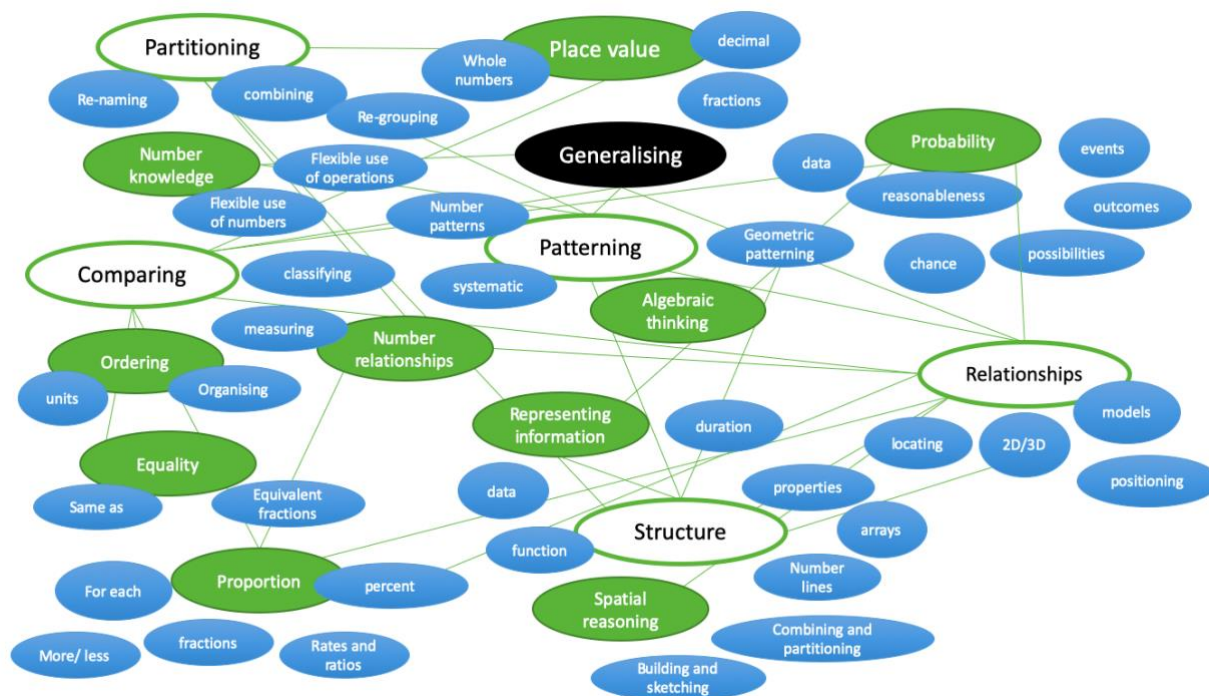 Partitioning
Place value
decimal
Whole
numbers
Re-naming
combining
Re-grouping
fractions
Number
knowledge
Flexible use
of operations
Generalising
data
Probability
events
reasonableness
Flexible use
of numbers
Number
patterns
outcomes
Patterning
Geometric
patterning
possibilities
chance
Comparing
classifying
systematic
Algebraic
thinking
measuring
Number
relationships
Ordering
Organising
units
Relationships
models
Representing
information
duration
locating
2D/3D
Equality
positioning
Same as
Equivalent
fractions
data
properties
Structure
arrays
function
Proportion
percent
Number
lines
For each
Spatial
reasoning
More/ less
fractions
Rates and
ratios
Combining and
partitioning
Building and
sketching